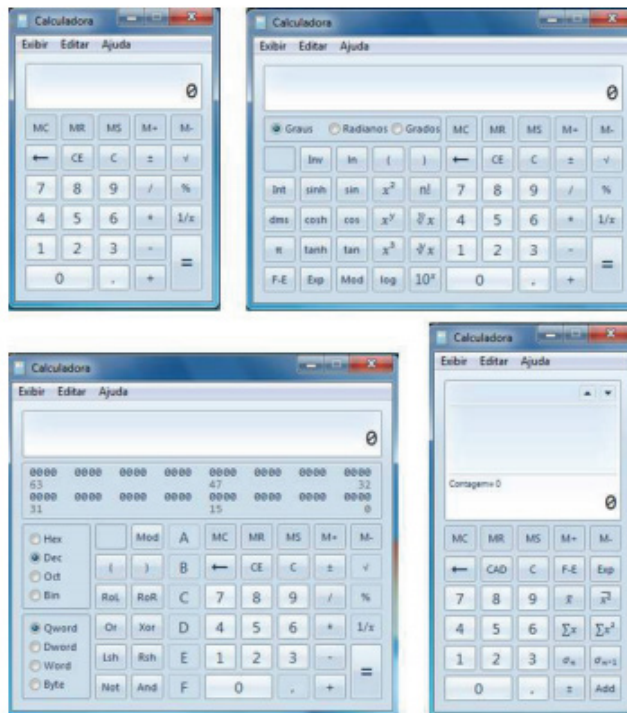 Calculadora
Exibir Editar Ajuda
0
MC MR MS M+ M-
← CE C ± √
7 8 9 / %
4 5 6 * 1/x
1 2 3 - =
0 , +
Calculadora
Exibir Editar Ajuda
0
Graus Radianos Grados MC MR MS M+ M-
Inv ln ( ) ← CE C ± √
Int sinh sin x² n! 7 8 9 / %
dms cosh cos xʸ ʸ√x 4 5 6 * 1/x
π tanh tan x³ ³√x 1 2 3 - =
F-E Exp Mod log 10ˣ 0 , +
Calculadora
Exibir Editar Ajuda
0
0000 0000 0000 0000 0000 0000 0000 0000
63 47 32
0000 0000 0000 0000 0000 0000 0000 0000
31 15 0
Hex Mod A MC MR MS M+ M-
Dec ( ) B ← CE C ± √
Oct
Bin RoL RoR C 7 8 9 / %
Qword Or Xor D 4 5 6 * 1/x
Dword
Word Lsh Rsh E 1 2 3 - =
Byte Not And F 0 , +
Calculadora
Exibir Editar Ajuda
Contagem= 0
0
MC MR MS M+ M-
← CAD C F-E Exp
7 8 9 x̄ x̄²
4 5 6 ∑x ∑x²
1 2 3 σₙ σₙ₋₁
0 , ± Add